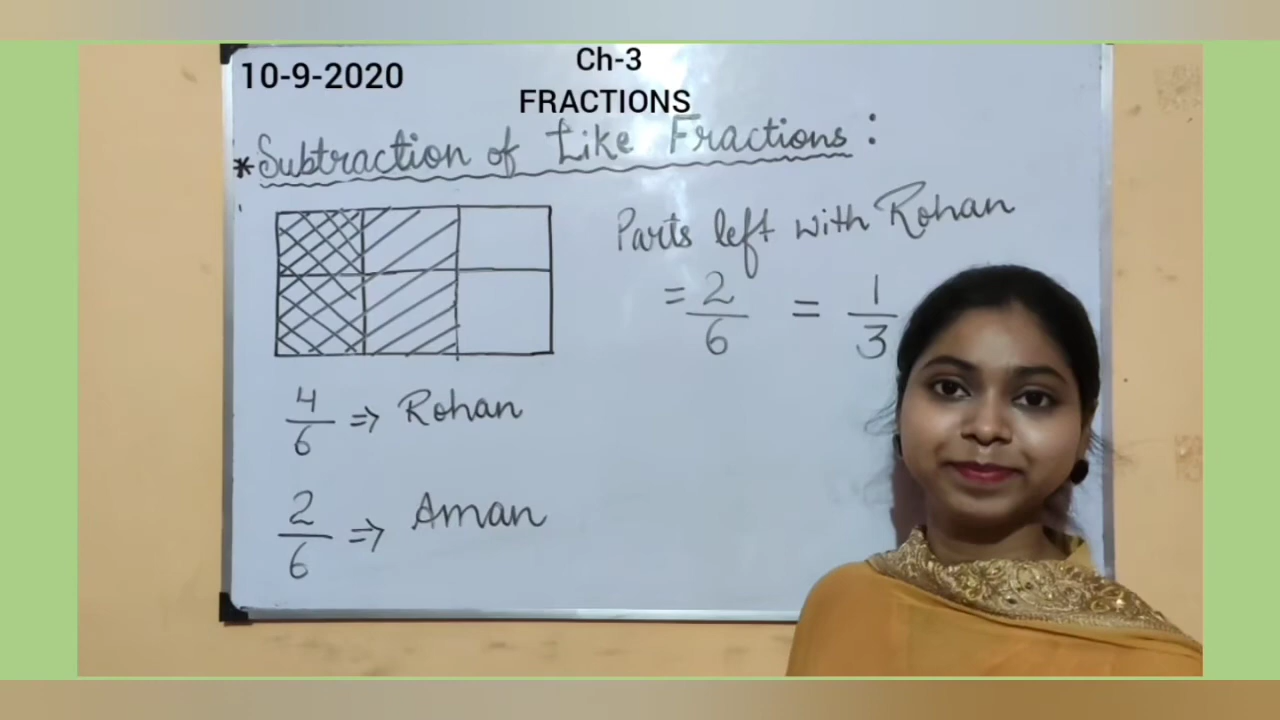 10-9-2020
Ch-3
FRACTIONS
*Subtraction of Like Fractions:
Parts left with Rohan
= 2/6 = 1/3
4/6 => Rohan
2/6 => Aman